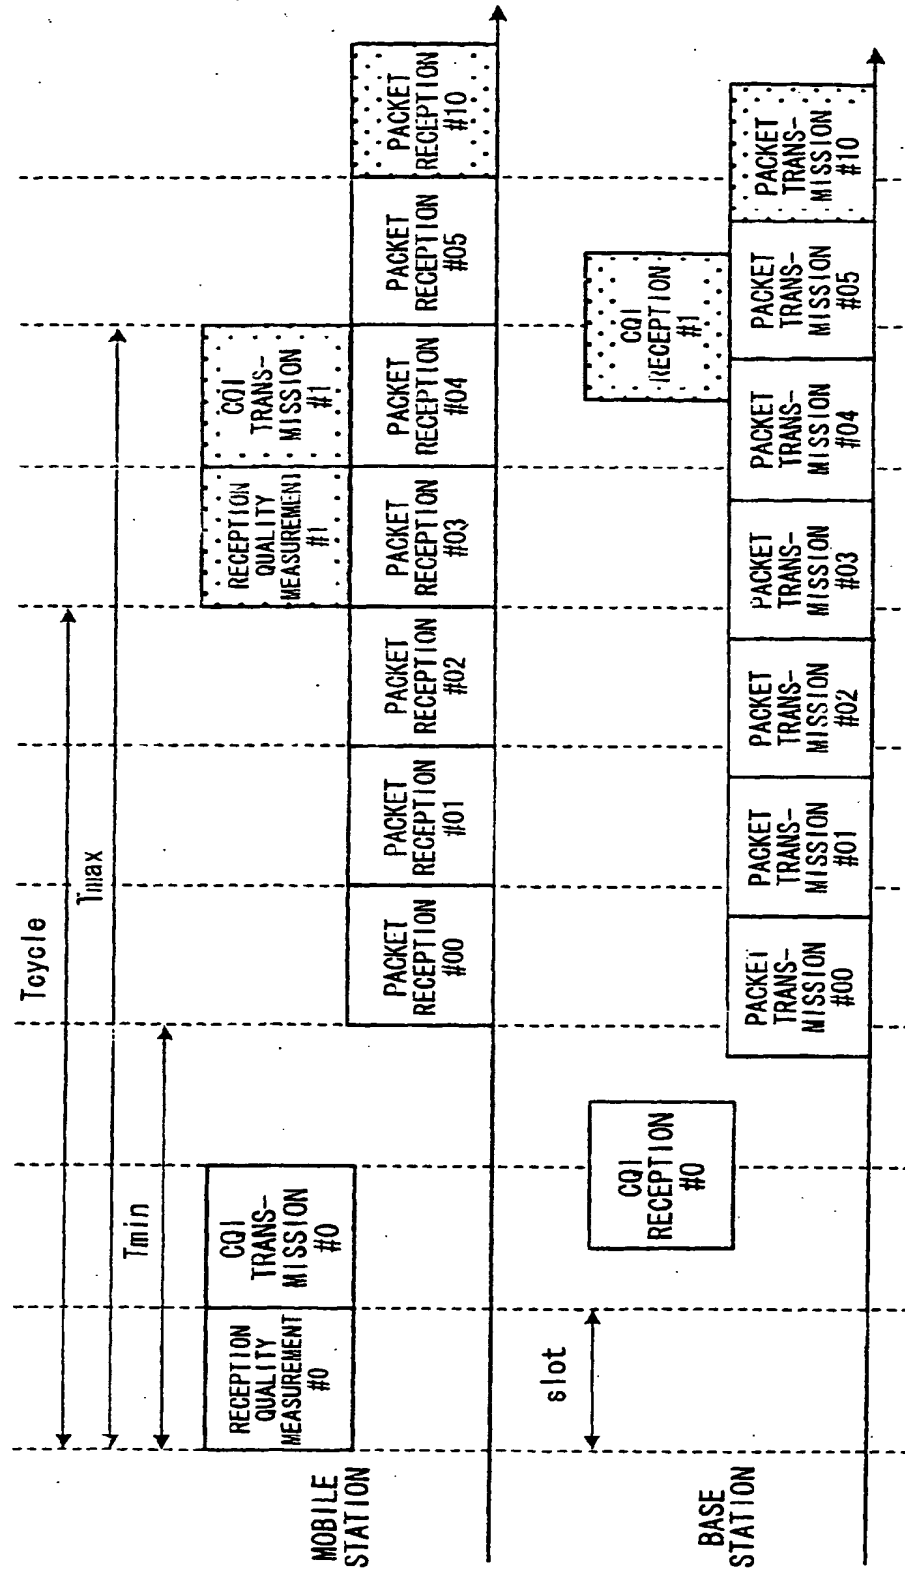 Tcycle
Tmax
Tmin
RECEPTION
QUALITY
MEASUREMENT
#0
CQI
TRANS-
MISSION
#0
RECEPTION
QUALITY
MEASUREMENT
#1
CQI
TRANS-
MISSION
#1
MOBILE
STATION
PACKET
RECEPTION
#00
PACKET
RECEPTION
#01
PACKET
RECEPTION
#02
PACKET
RECEPTION
#03
PACKET
RECEPTION
#04
PACKET
RECEPTION
#05
PACKET
RECEPTION
#10
slot
CQI
RECEPTION
#0
CQI
RECEPTION
#1
BASE
STATION
PACKET
TRANS-
MISSION
#00
PACKET
TRANS-
MISSION
#01
PACKET
TRANS-
MISSION
#02
PACKET
TRANS-
MISSION
#03
PACKET
TRANS-
MISSION
#04
PACKET
TRANS-
MISSION
#05
PACKET
TRANS-
MISSION
#10